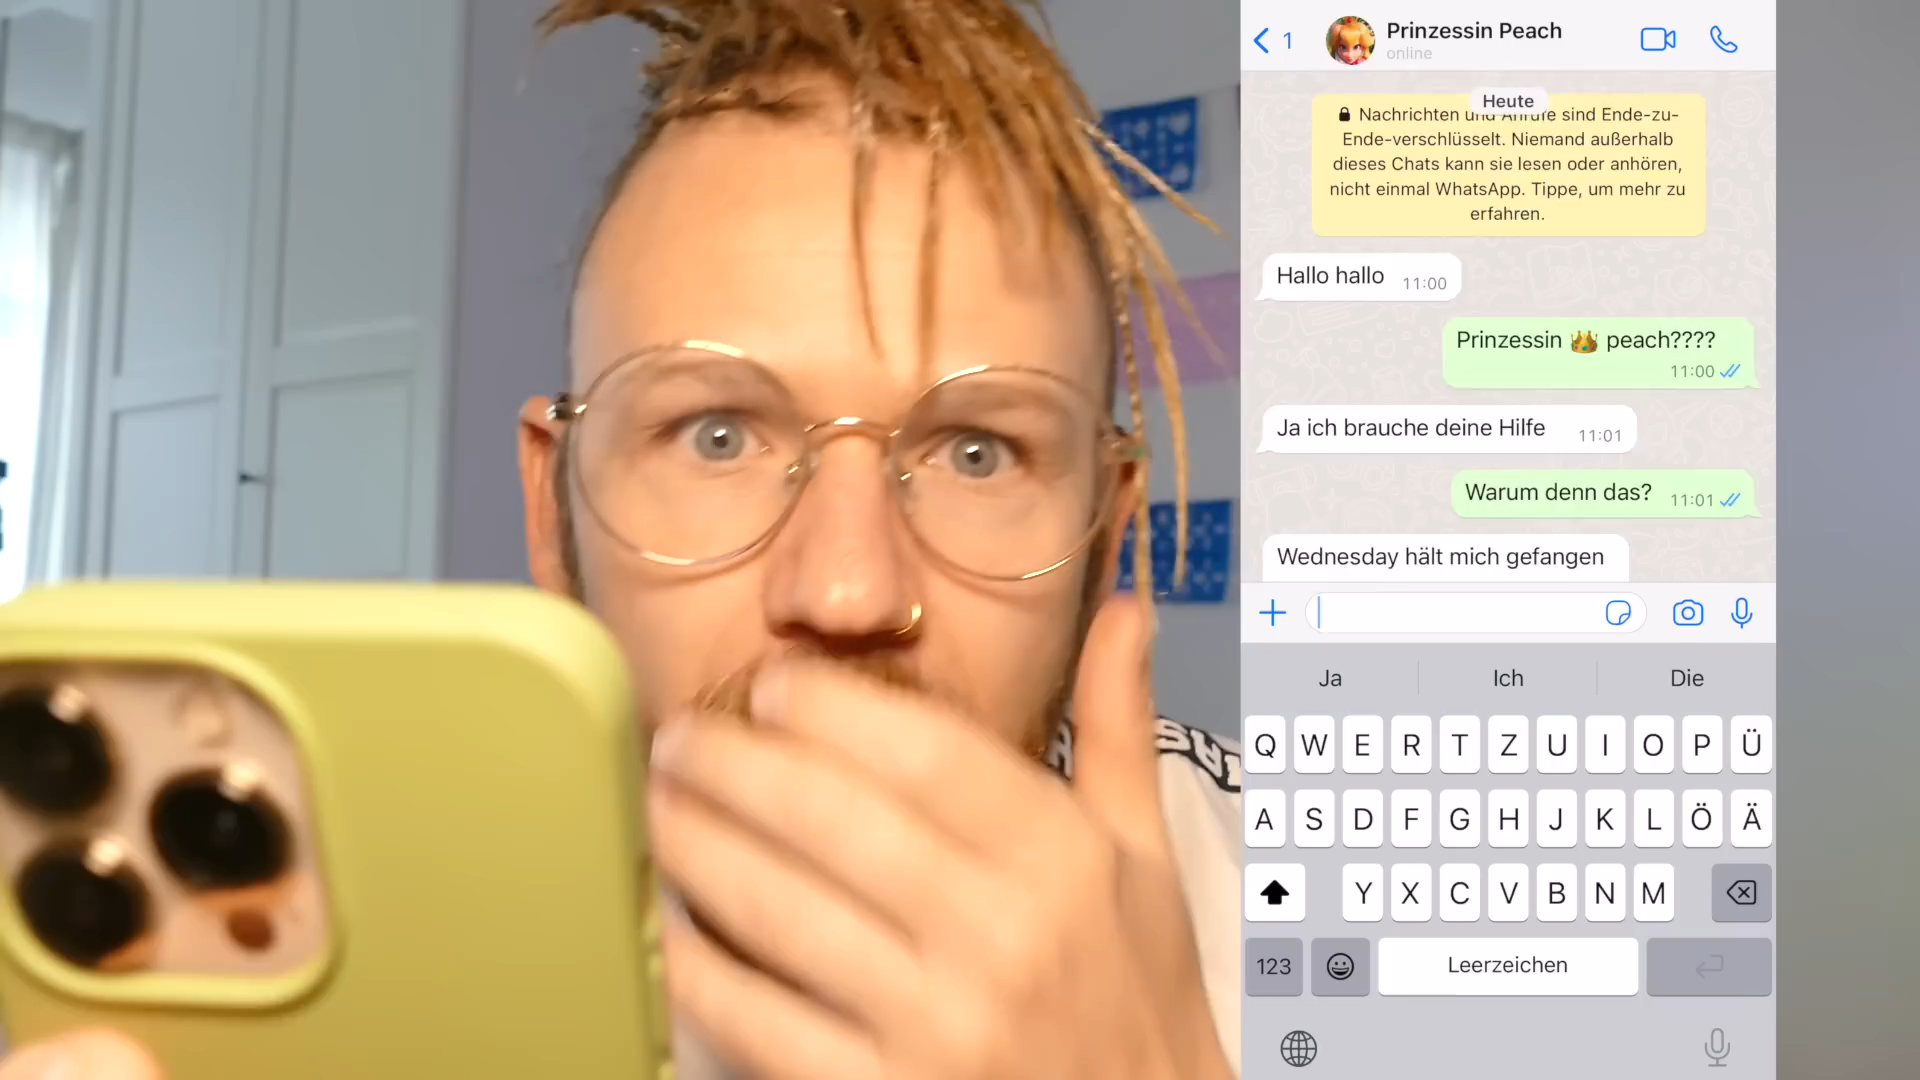 1
Prinzessin Peach
online
Heute
Nachrichten und Anrufe sind Ende-zu-
Ende-verschlüsselt. Niemand außerhalb
dieses Chats kann sie lesen oder anhören,
nicht einmal WhatsApp. Tippe, um mehr zu
erfahren.
Hallo hallo 11:00
Prinzessin 👑 peach????
11:00
Ja ich brauche deine Hilfe 11:01
Warum denn das? 11:01
Wednesday hält mich gefangen
Ja Ich Die
Q W E R T Z U I O P Ü
A S D F G H J K L Ö Ä
Y X C V B N M
123 Leerzeichen